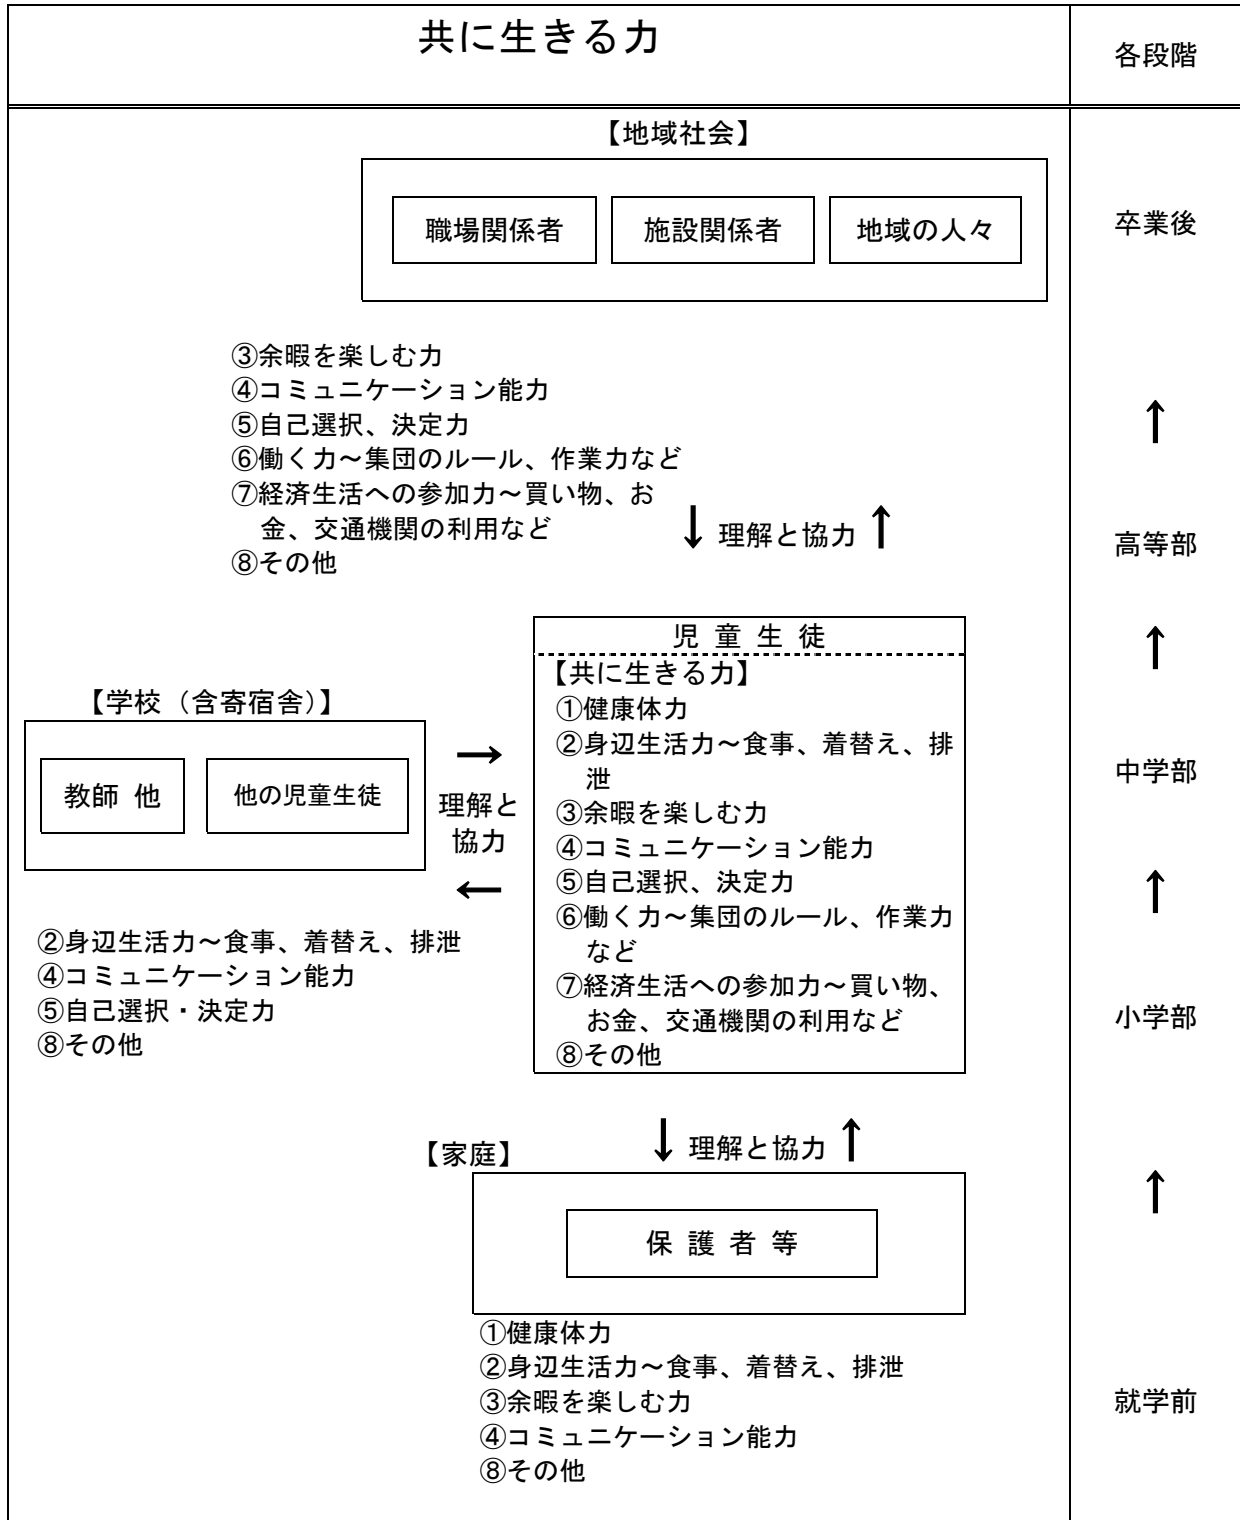 共に生きる力
各段階
【地域社会】
職場関係者
施設関係者
地域の人々
卒業後
③余暇を楽しむ力
④コミュニケーション能力
⑤自己選択、決定力
⑥働く力～集団のルール、作業力など
⑦経済生活への参加力～買い物、お
金、交通機関の利用など
⑧その他
↓ 理解と協力 ↑
↑
高等部
↑
児 童 生 徒
【共に生きる力】
①健康体力
②身辺生活力～食事、着替え、排
泄
③余暇を楽しむ力
④コミュニケーション能力
⑤自己選択、決定力
⑥働く力～集団のルール、作業力
など
⑦経済生活への参加力～買い物、
お金、交通機関の利用など
⑧その他
【学校（含寄宿舎）】
教師 他
他の児童生徒
→
理解と
協力
←
②身辺生活力～食事、着替え、排泄
④コミュニケーション能力
⑤自己選択・決定力
⑧その他
中学部
↑
小学部
↑
↓ 理解と協力 ↑
【家庭】
保 護 者 等
①健康体力
②身辺生活力～食事、着替え、排泄
③余暇を楽しむ力
④コミュニケーション能力
⑧その他
就学前